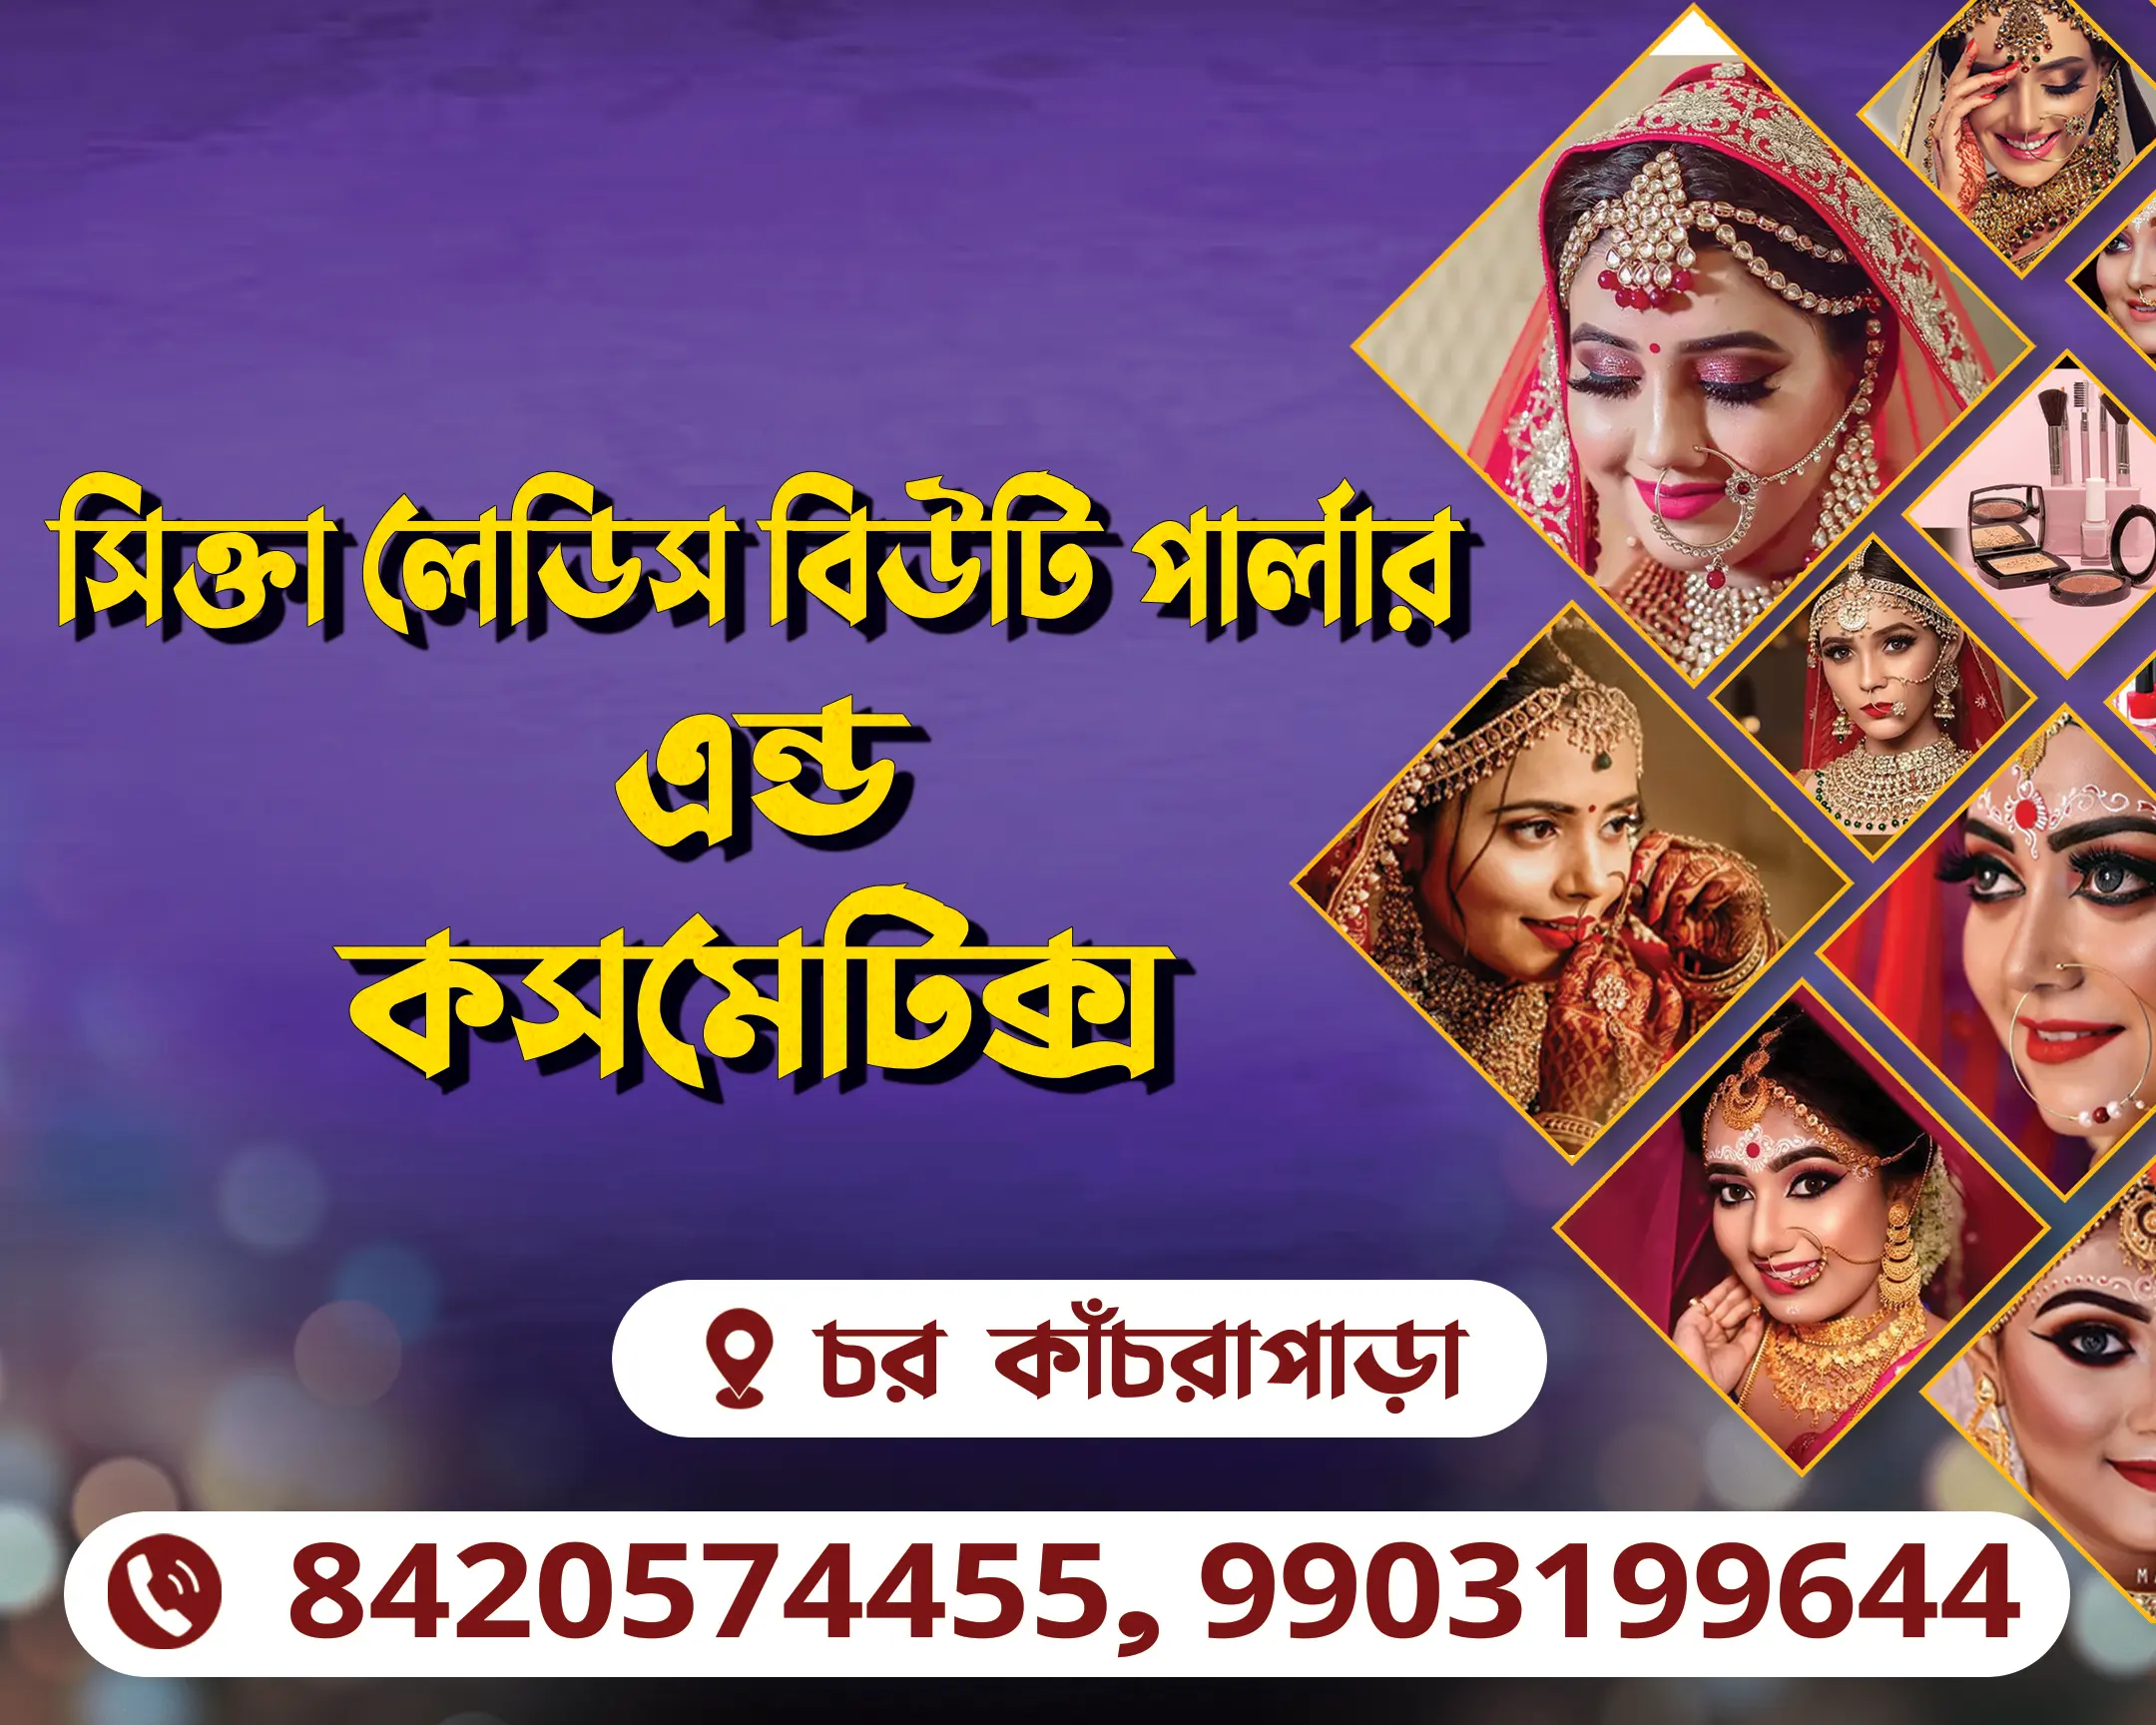 সিক্তা লেডিস বিউটি পার্লার
এন্ড
কসমেটিক্স
চর কাঁচরাপাড়া
8420574455, 9903199644